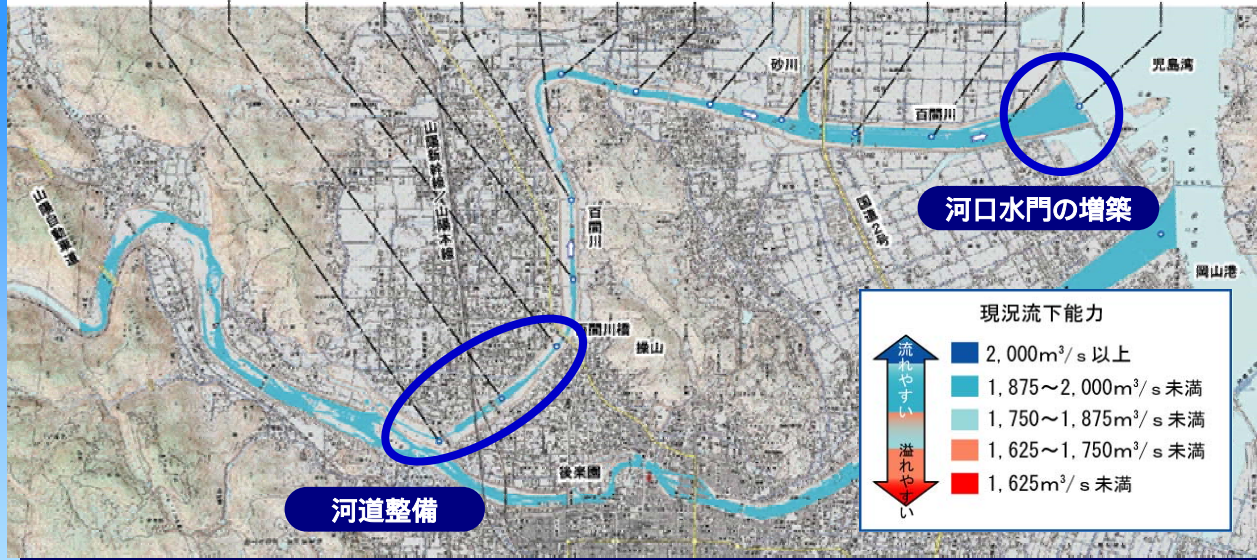 砂川
児島湾
百間川
山陽新幹線/山陽本線
河口水門の増築
山陽自動車道
百間川
国道2号
岡山港
百間川橋
操山
後楽園
河道整備
現況流下能力
流れやすい
溢れやすい
2,000m³/s以上
1,875~2,000m³/s未満
1,750~1,875m³/s未満
1,625~1,750m³/s未満
1,625m³/s未満